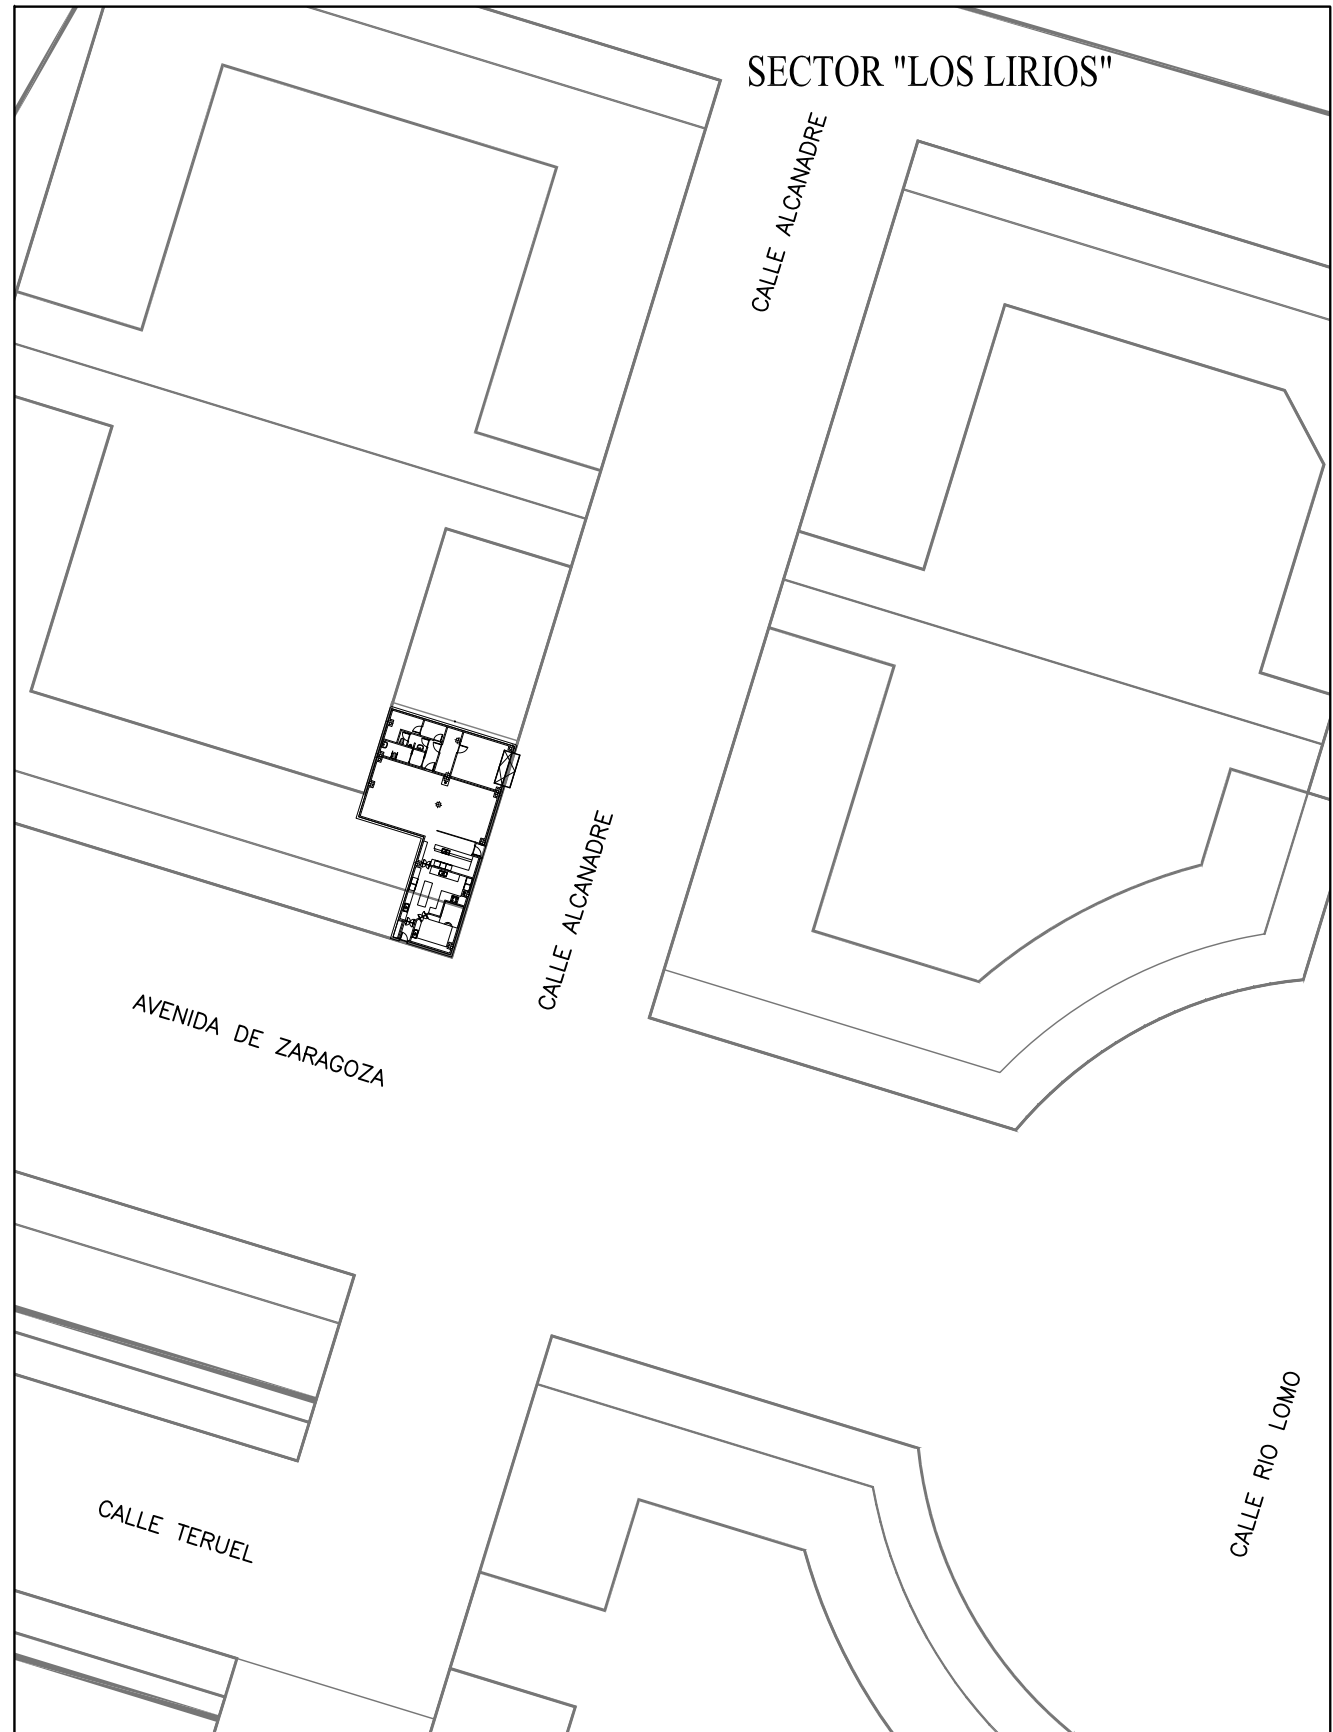 SECTOR "LOS LIRIOS"
CALLE ALCANADRE
CALLE ALCANADRE
AVENIDA DE ZARAGOZA
CALLE RIO LOMO
CALLE TERUEL